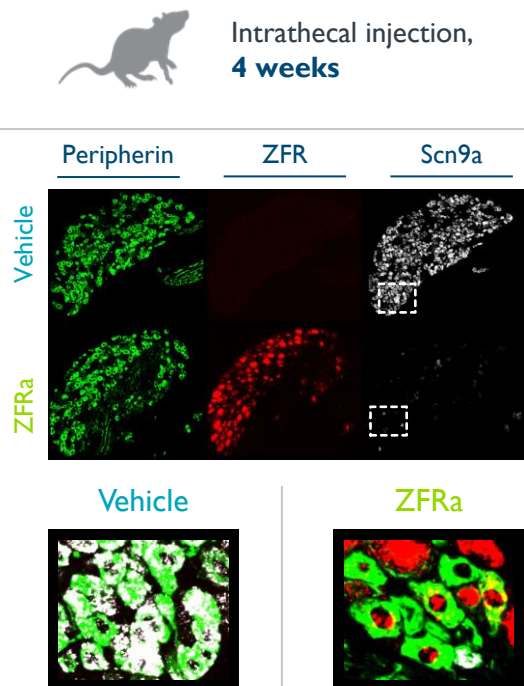 Intrathecal injection,
4 weeks
Peripherin ZFR Scn9a
Vehicle
ZFRa
Vehicle ZFRa